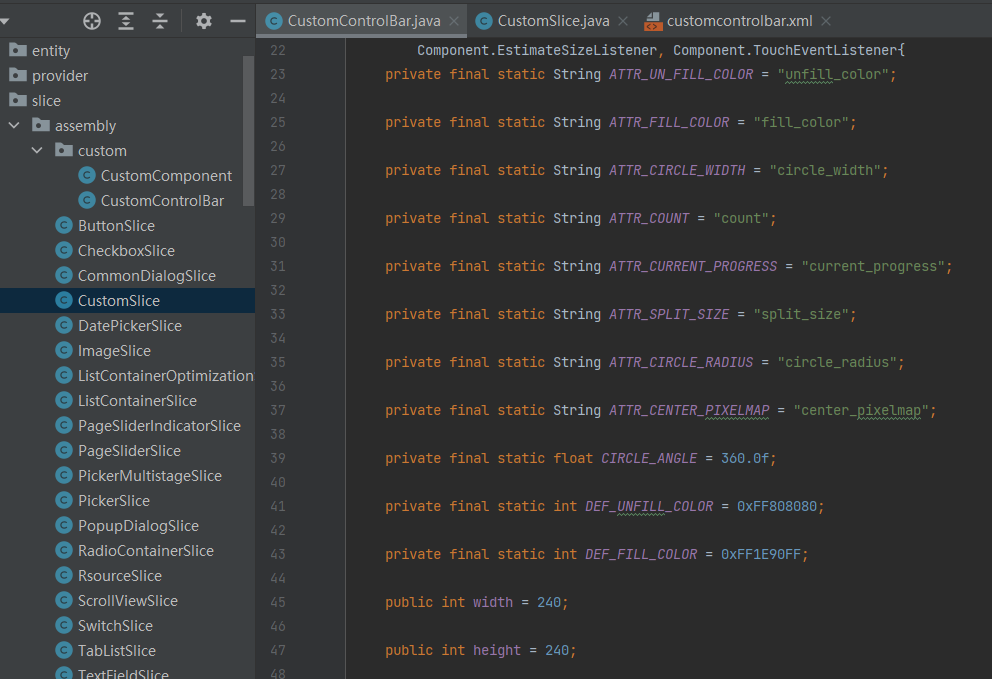 CustomControlBar.java
CustomSlice.java
customcontrolbar.xml
entity
provider
slice
assembly
custom
CustomComponent
CustomControlBar
ButtonSlice
CheckboxSlice
CommonDialogSlice
CustomSlice
DatePickerSlice
ImageSlice
ListContainerOptimization
ListContainerSlice
PageSliderIndicatorSlice
PageSliderSlice
PickerMultistageSlice
PickerSlice
PopupDialogSlice
RadioContainerSlice
RsourceSlice
ScrollViewSlice
SwitchSlice
TabListSlice
TextFieldSlice
22 Component.EstimateSizeListener, Component.TouchEventListener{
23 private final static String ATTR_UN_FILL_COLOR = "unfill_color";
24
25 private final static String ATTR_FILL_COLOR = "fill_color";
26
27 private final static String ATTR_CIRCLE_WIDTH = "circle_width";
28
29 private final static String ATTR_COUNT = "count";
30
31 private final static String ATTR_CURRENT_PROGRESS = "current_progress";
32
33 private final static String ATTR_SPLIT_SIZE = "split_size";
34
35 private final static String ATTR_CIRCLE_RADIUS = "circle_radius";
36
37 private final static String ATTR_CENTER_PIXELMAP = "center_pixelmap";
38
39 private final static float CIRCLE_ANGLE = 360.0f;
40
41 private final static int DEF_UNFILL_COLOR = 0xFF808080;
42
43 private final static int DEF_FILL_COLOR = 0xFF1E90FF;
44
45 public int width = 240;
46
47 public int height = 240;
48